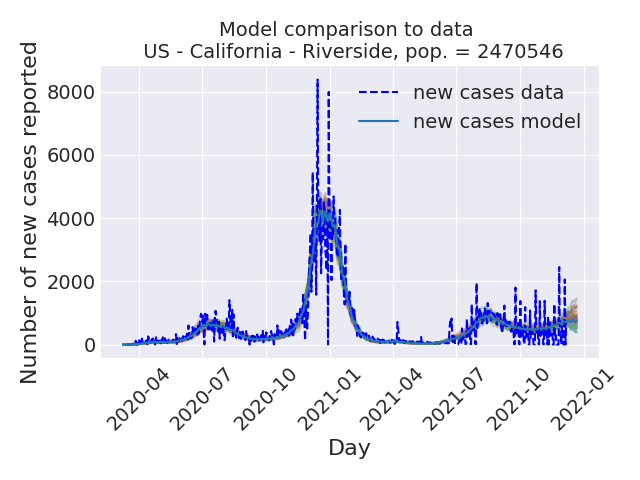 Model comparison to data
US - California - Riverside, pop. = 2470546
new cases data
new cases model
Number of new cases reported
8000
6000
4000
2000
0
2020-04
2020-07
2020-10
2021-01
2021-04
2021-07
2021-10
2022-01
Day